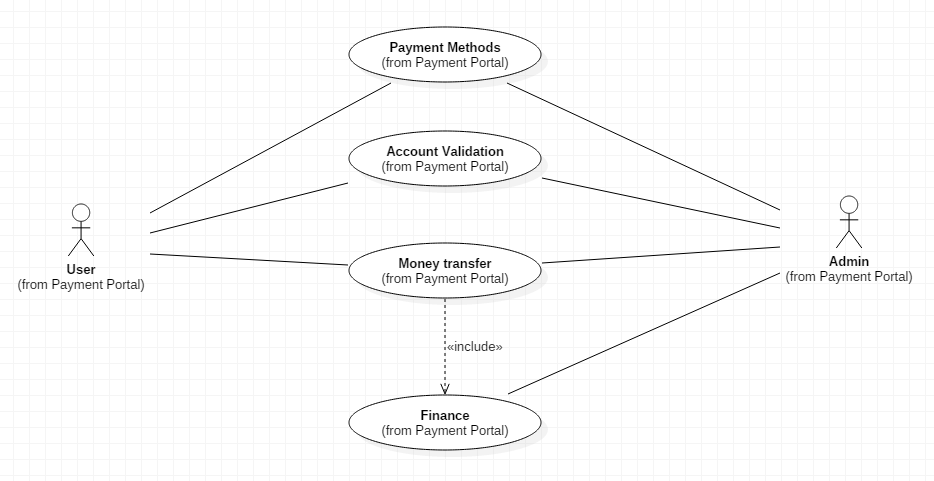 Payment Methods
(from Payment Portal)
Account Validation
(from Payment Portal)
User
(from Payment Portal)
Money transfer
(from Payment Portal)
Admin
(from Payment Portal)
«include»
Finance
(from Payment Portal)